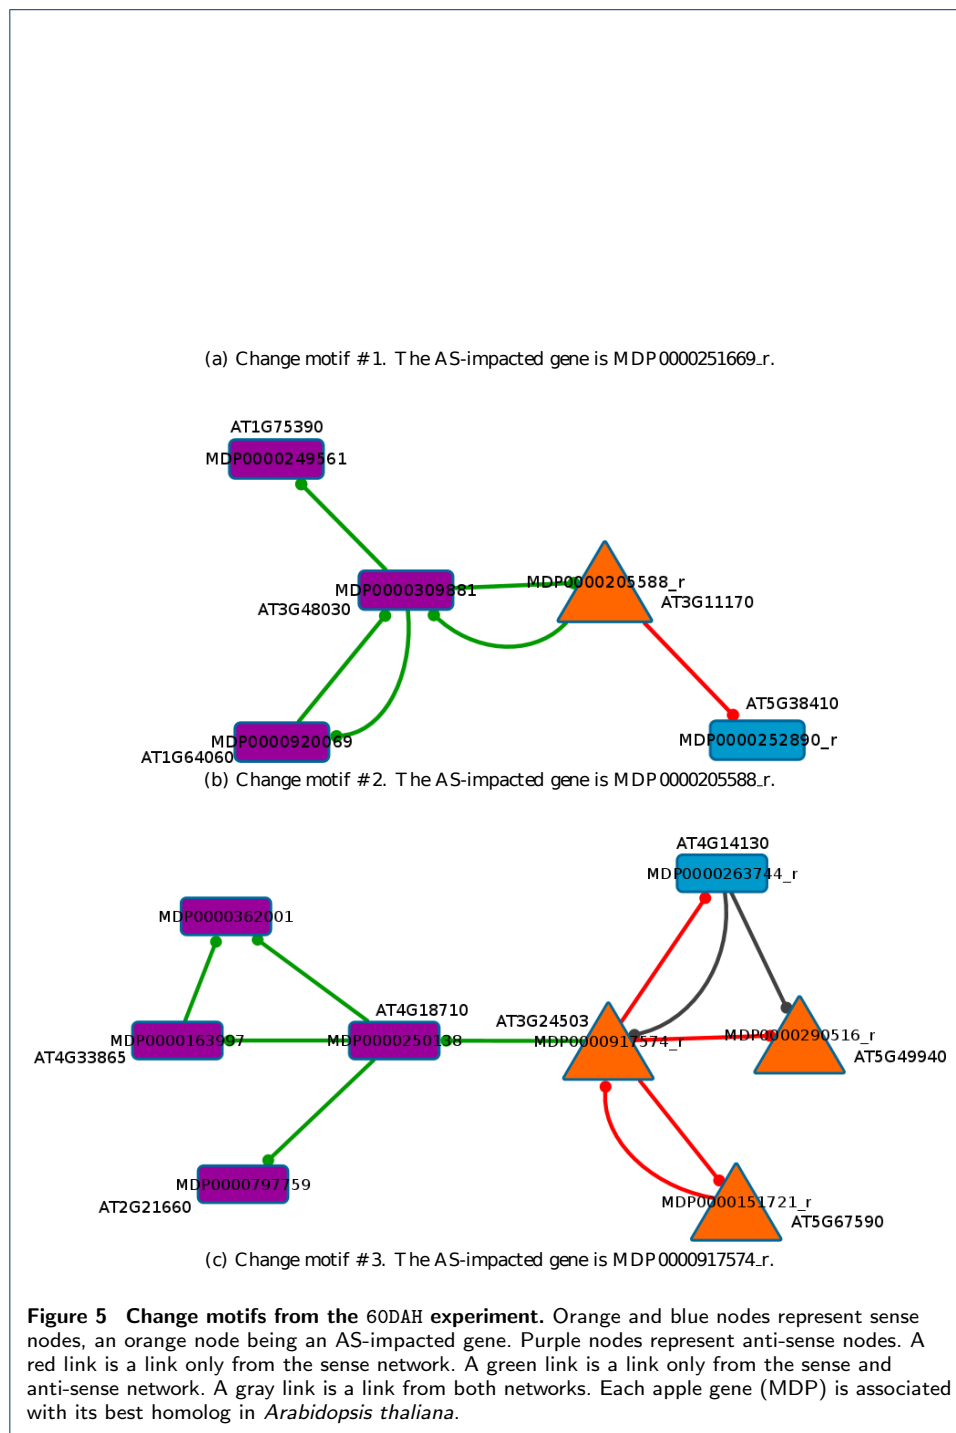 (a) Change motif #1. The AS-impacted gene is MDP0000251669_r.
AT1G75390
MDP0000249561
MDP0000309881
AT3G48030
MDP0000205588_r
AT3G11170
AT5G38410
MDP0000252890_r
MDP0000920069
AT1G64060
(b) Change motif #2. The AS-impacted gene is MDP0000205588_r.
AT4G14130
MDP0000263744_r
MDP0000362001
AT4G18710
AT3G24503
MDP0000163997
MDP0000250138
MDP0000917574_r
MDP0000290516_r
AT4G33865
AT5G49940
MDP0000797759
AT2G21660
MDP0000151721_r
AT5G67590
(c) Change motif #3. The AS-impacted gene is MDP0000917574_r.
Figure 5 Change motifs from the 60DAH experiment. Orange and blue nodes represent sense
nodes, an orange node being an AS-impacted gene. Purple nodes represent anti-sense nodes. A
red link is a link only from the sense network. A green link is a link only from the sense and
anti-sense network. A gray link is a link from both networks. Each apple gene (MDP) is associated
with its best homolog in Arabidopsis thaliana.